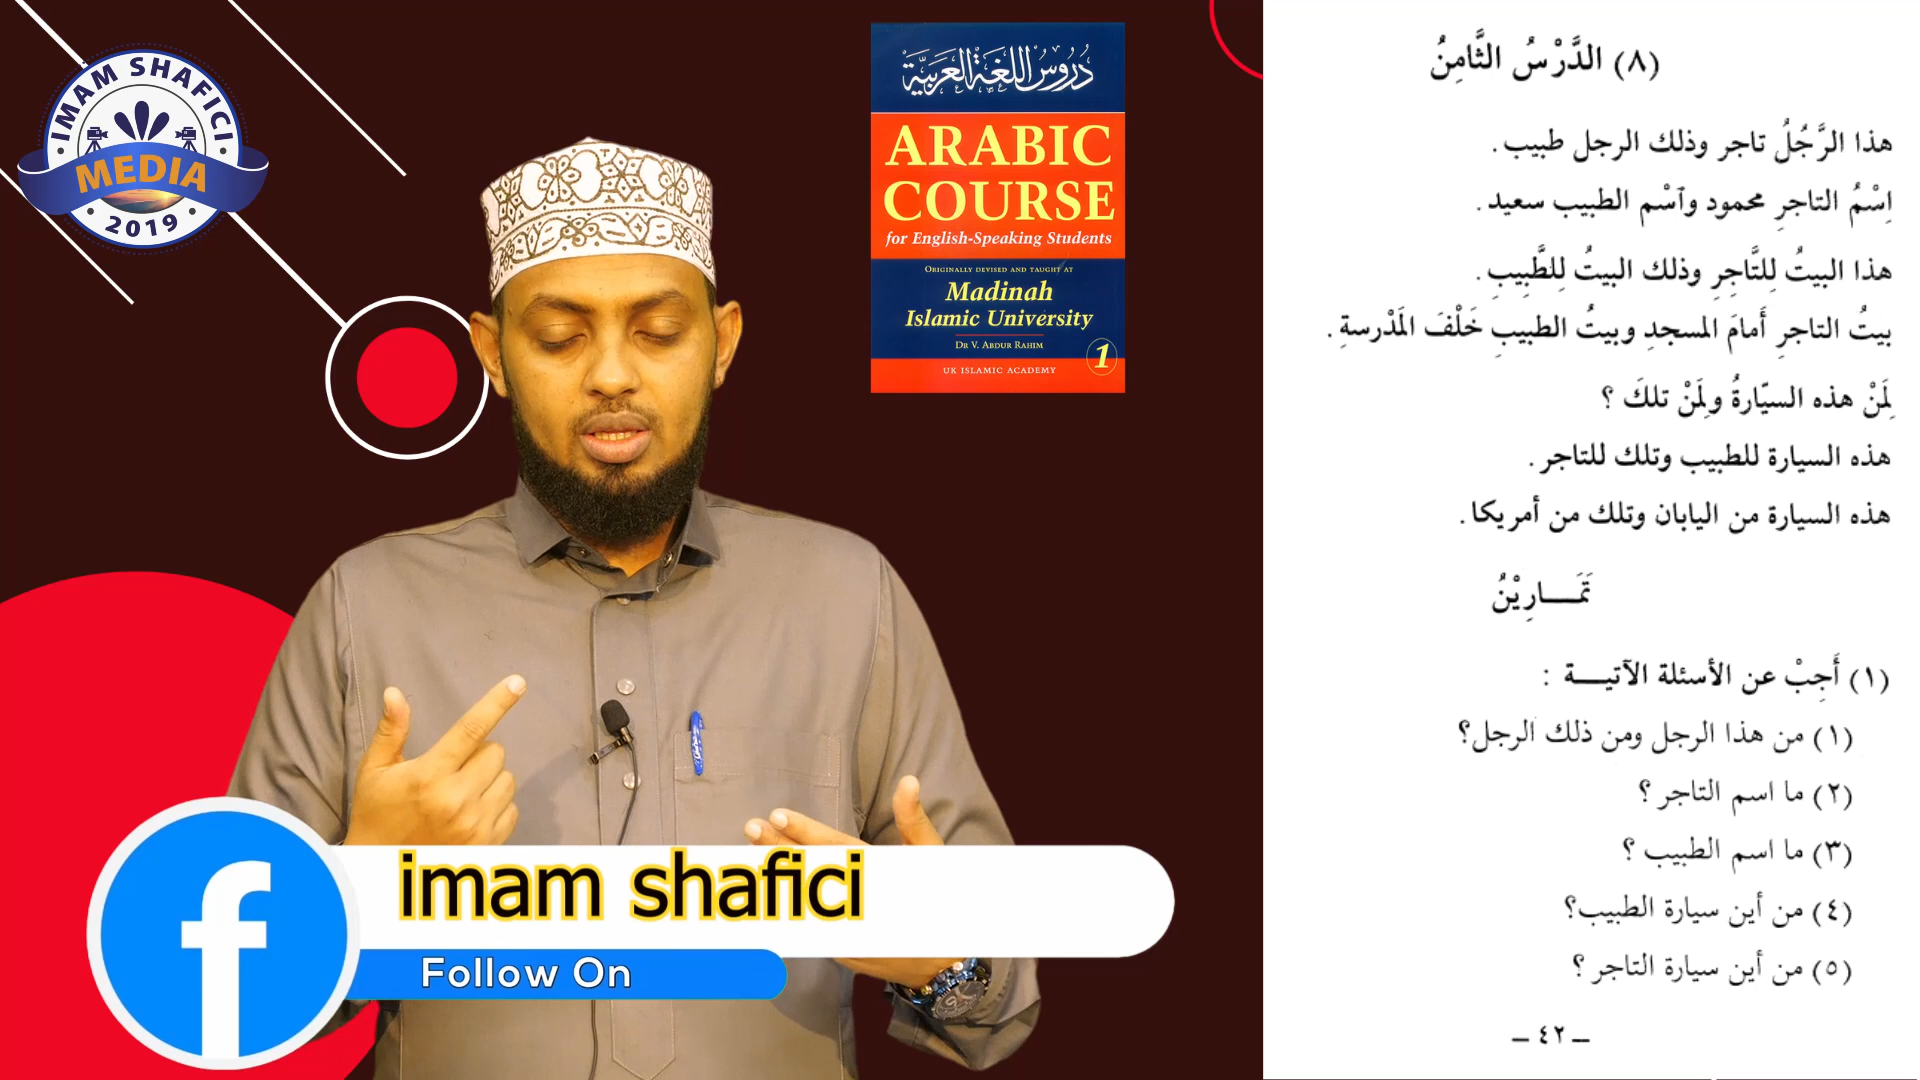 IMAM SHAFICI
MEDIA
2019
دُرُوسُ اللُّغَةِ الْعَرَبِيَّةِ
ARABIC
COURSE
for English-Speaking Students
ORIGINALLY DEVISED AND TAUGHT AT
Madinah
Islamic University
DR V. ABDUR RAHIM
1
UK ISLAMIC ACADEMY
imam shafici
Follow On
(٨) الدَّرْسُ الثَّامِنُ
هذا الرَّجُلُ تاجر وذلك الرجل طبيب.
اِسْمُ التاجرِ محمود وٱسْم الطبيب سعيد.
هذا البيتُ لِلتَّاجِرِ وذلك البيتُ لِلطَّبِيبِ.
بيتُ التاجرِ أَمامَ المسجدِ وبيتُ الطبيبِ خَلْفَ المَدْرسةِ.
لِمَنْ هذه السيّارةُ ولِمَنْ تلكَ ؟
هذه السيارة للطبيب وتلك للتاجر.
هذه السيارة من اليابان وتلك من أمريكا.
تَمَـــارِيْنُ
(١) أَجِبْ عن الأسئلة الآتيـــة :
(١) من هذا الرجل ومن ذلك الرجل؟
(٢) ما اسم التاجر ؟
(٣) ما اسم الطبيب ؟
(٤) من أين سيارة الطبيب؟
(٥) من أين سيارة التاجر ؟
– ٤٢ –